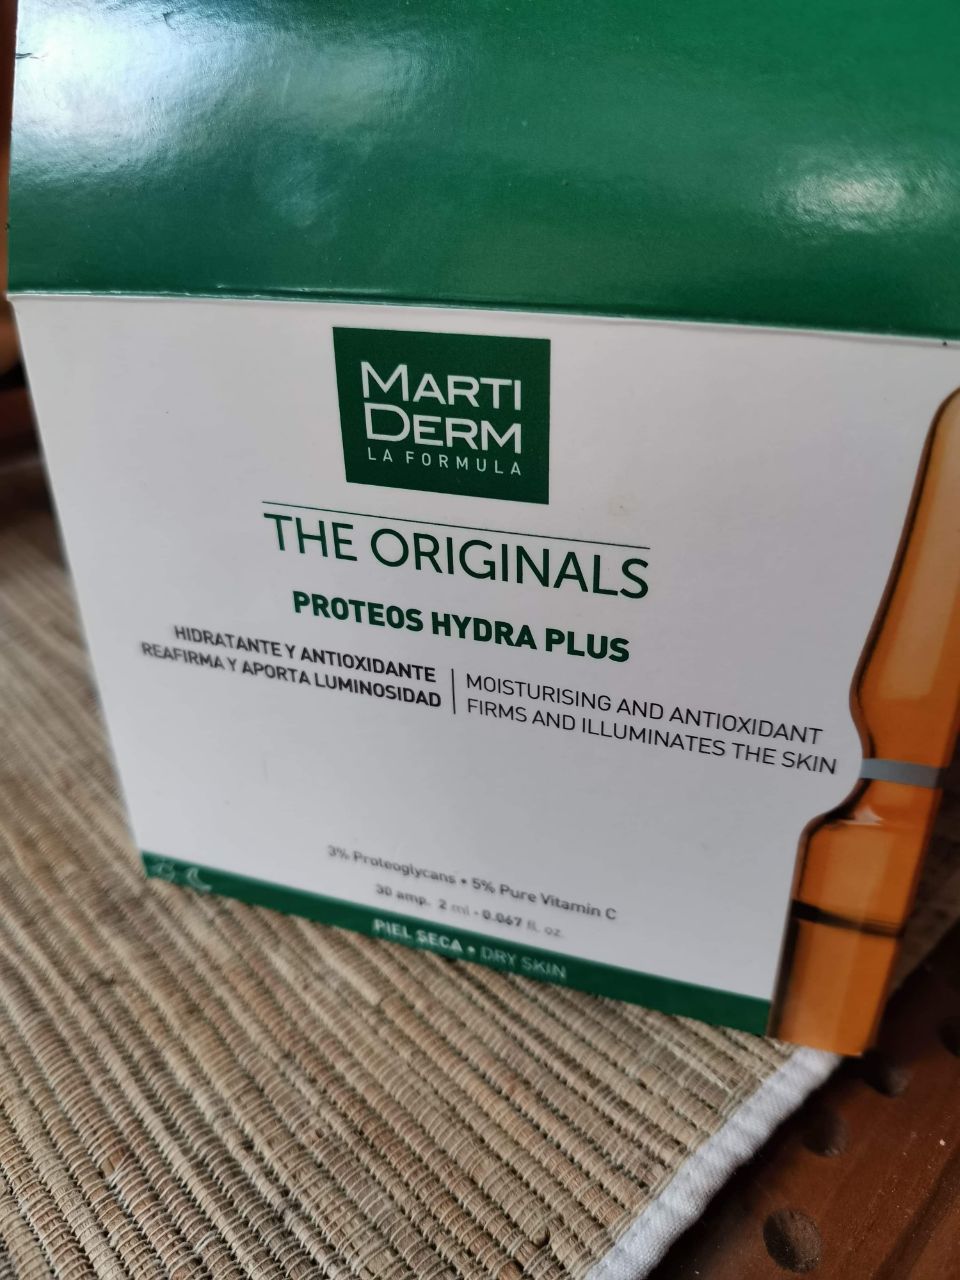 MARTI
DERM
LA FORMULA
THE ORIGINALS
PROTEOS HYDRA PLUS
HIDRATANTE Y ANTIOXIDANTE
REAFIRMA Y APORTA LUMINOSIDAD
MOISTURISING AND ANTIOXIDANT
FIRMS AND ILLUMINATES THE SKIN
3% Proteoglycans • 5% Pure Vitamin C
30 amp. 2 ml - 0.067 fl. oz.
PIEL SECA • DRY SKIN